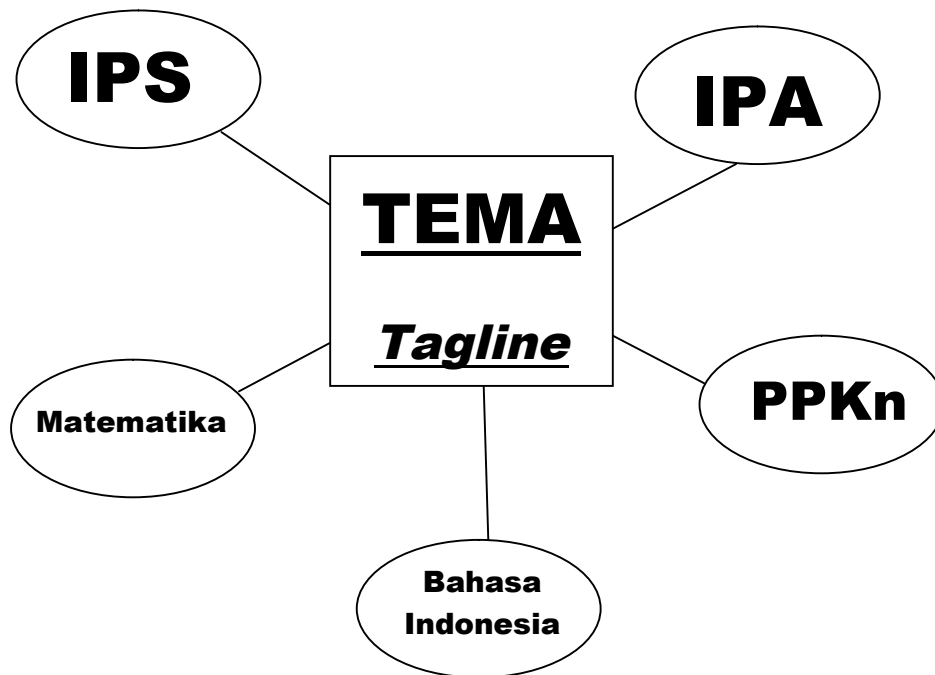 IPS
IPA
TEMA
Tagline
Matematika
PPKn
Bahasa
Indonesia